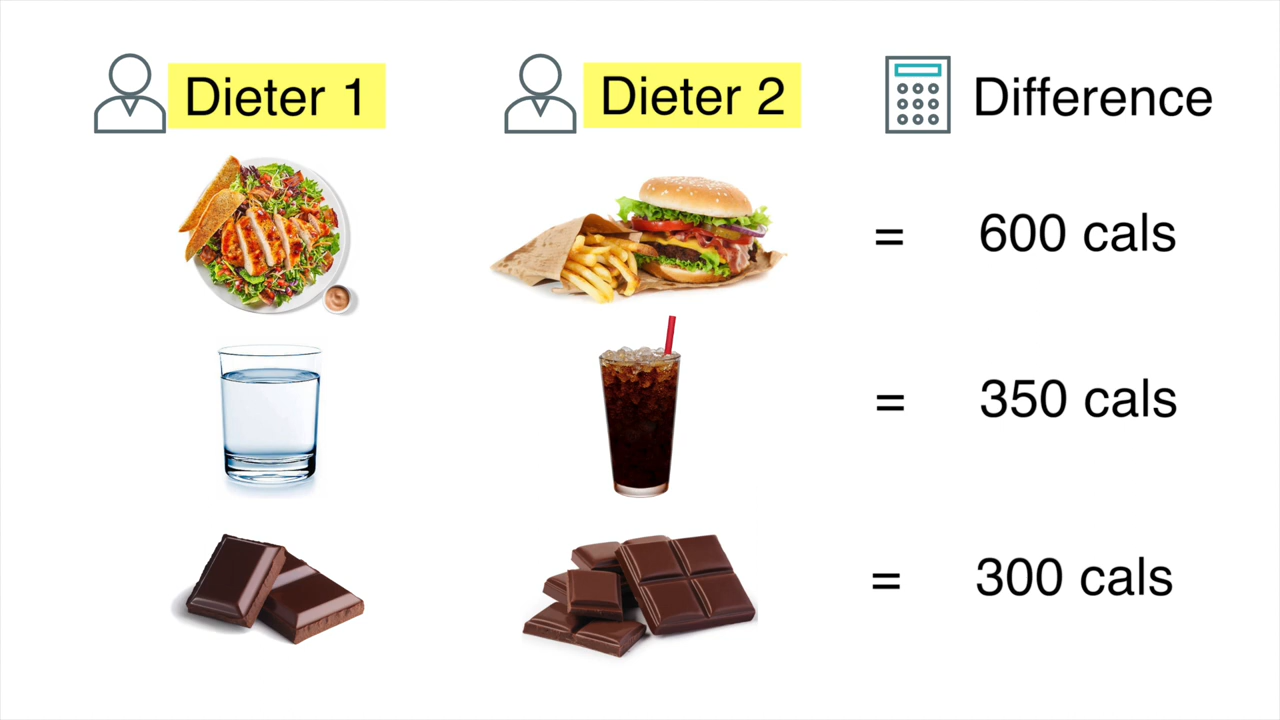 Dieter 1 Dieter 2 Difference
= 600 cals
= 350 cals
= 300 cals